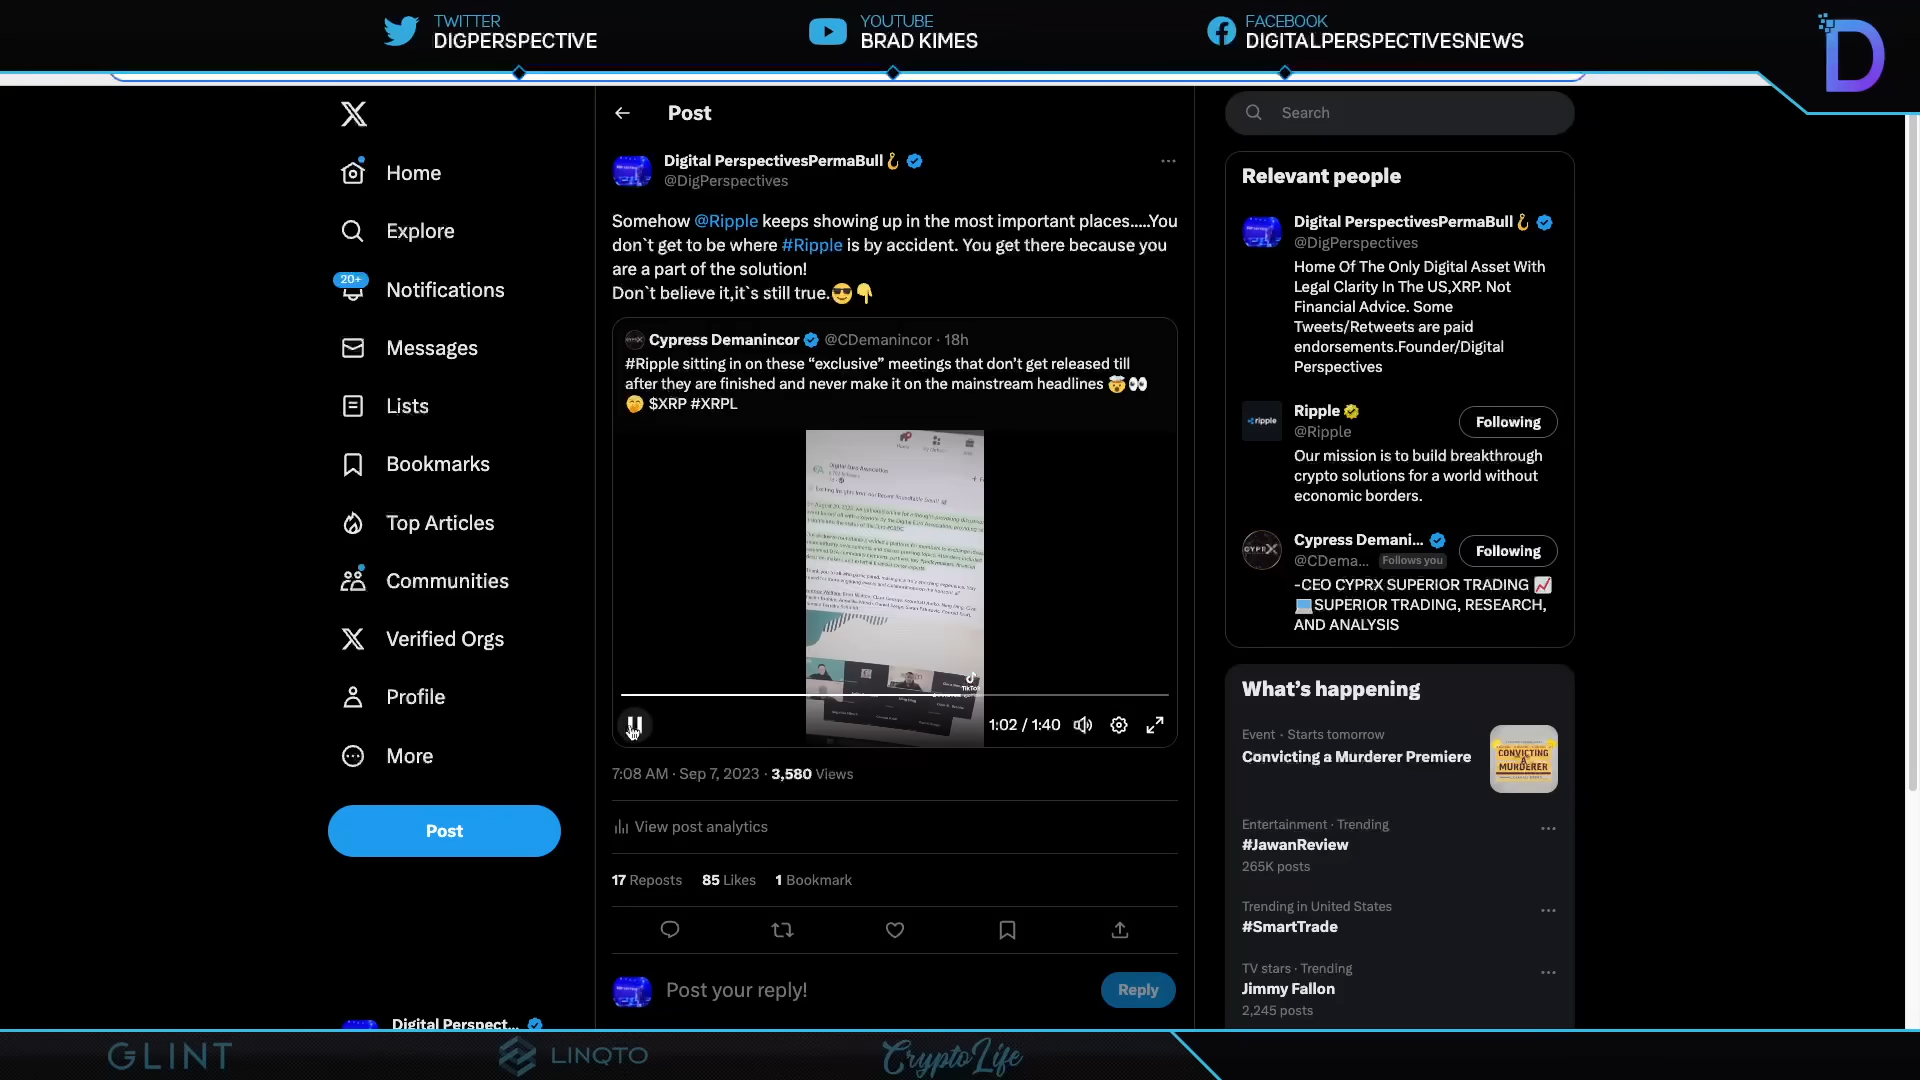 TWITTER
DIGPERSPECTIVE
YOUTUBE
BRAD KIMES
FACEBOOK
DIGITALPERSPECTIVESNEWS
Home
Explore
20+
Notifications
Messages
Lists
Bookmarks
Top Articles
Communities
Verified Orgs
Profile
More
Post
Digital Perspect...
Post
Digital PerspectivesPermaBull
@DigPerspectives
Somehow @Ripple keeps showing up in the most important places.....You
don`t get to be where #Ripple is by accident. You get there because you
are a part of the solution!
Don`t believe it,it`s still true.😎👇
Cypress Demanincor @CDemanincor · 18h
#Ripple sitting in on these “exclusive” meetings that don’t get released till
after they are finished and never make it on the mainstream headlines 🤯👀
🤭 $XRP #XRPL
Digital Euro Association
TikTok
1:02 / 1:40
7:08 AM · Sep 7, 2023 · 3,580 Views
View post analytics
17 Reposts 85 Likes 1 Bookmark
Post your reply!
Reply
Search
Relevant people
Digital PerspectivesPermaBull
@DigPerspectives
Home Of The Only Digital Asset With
Legal Clarity In The US,XRP. Not
Financial Advice. Some
Tweets/Retweets are paid
endorsements.Founder/Digital
Perspectives
ripple
Ripple
@Ripple
Following
Our mission is to build breakthrough
crypto solutions for a world without
economic borders.
CYPRX
Cypress Demani...
@CDema... Follows you
Following
-CEO CYPRX SUPERIOR TRADING 📈
💻SUPERIOR TRADING, RESEARCH,
AND ANALYSIS
What’s happening
Event · Starts tomorrow
Convicting a Murderer Premiere
CONVICTING
A
MURDERER
Entertainment · Trending
#JawanReview
265K posts
Trending in United States
#SmartTrade
TV stars · Trending
Jimmy Fallon
2,245 posts
GLINT
LINQTO
CryptoLife